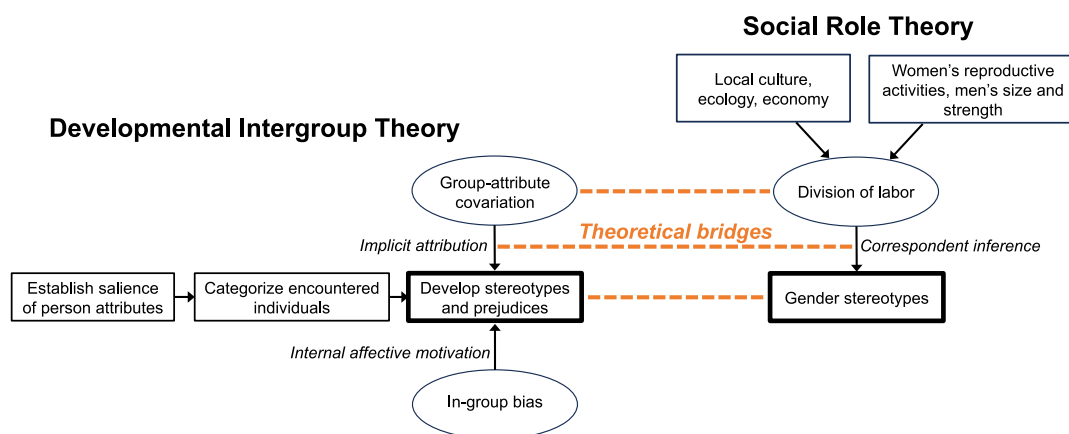 Social Role Theory
Local culture,
ecology, economy
Women’s reproductive
activities, men’s size and
strength
Developmental Intergroup Theory
Group-attribute
covariation
Division of labor
Theoretical bridges
Implicit attribution
Correspondent inference
Establish salience
of person attributes
Categorize encountered
individuals
Develop stereotypes
and prejudices
Gender stereotypes
Internal affective motivation
In-group bias